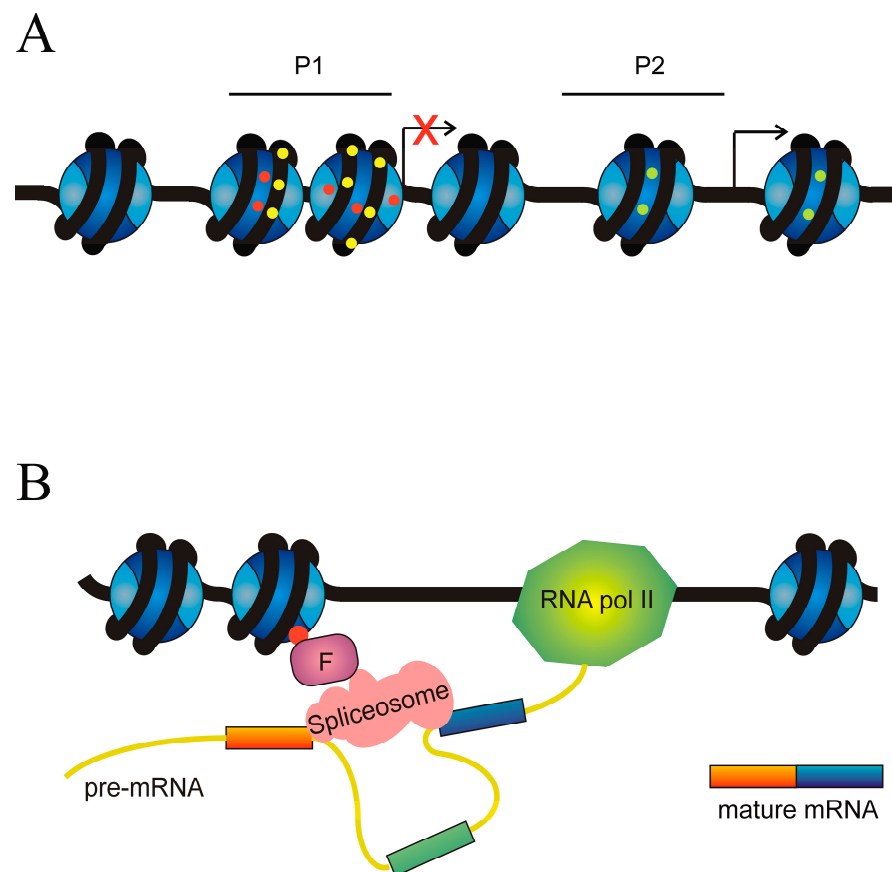 A
P1
P2
X
B
RNA pol II
F
Spliceosome
pre-mRNA
mature mRNA